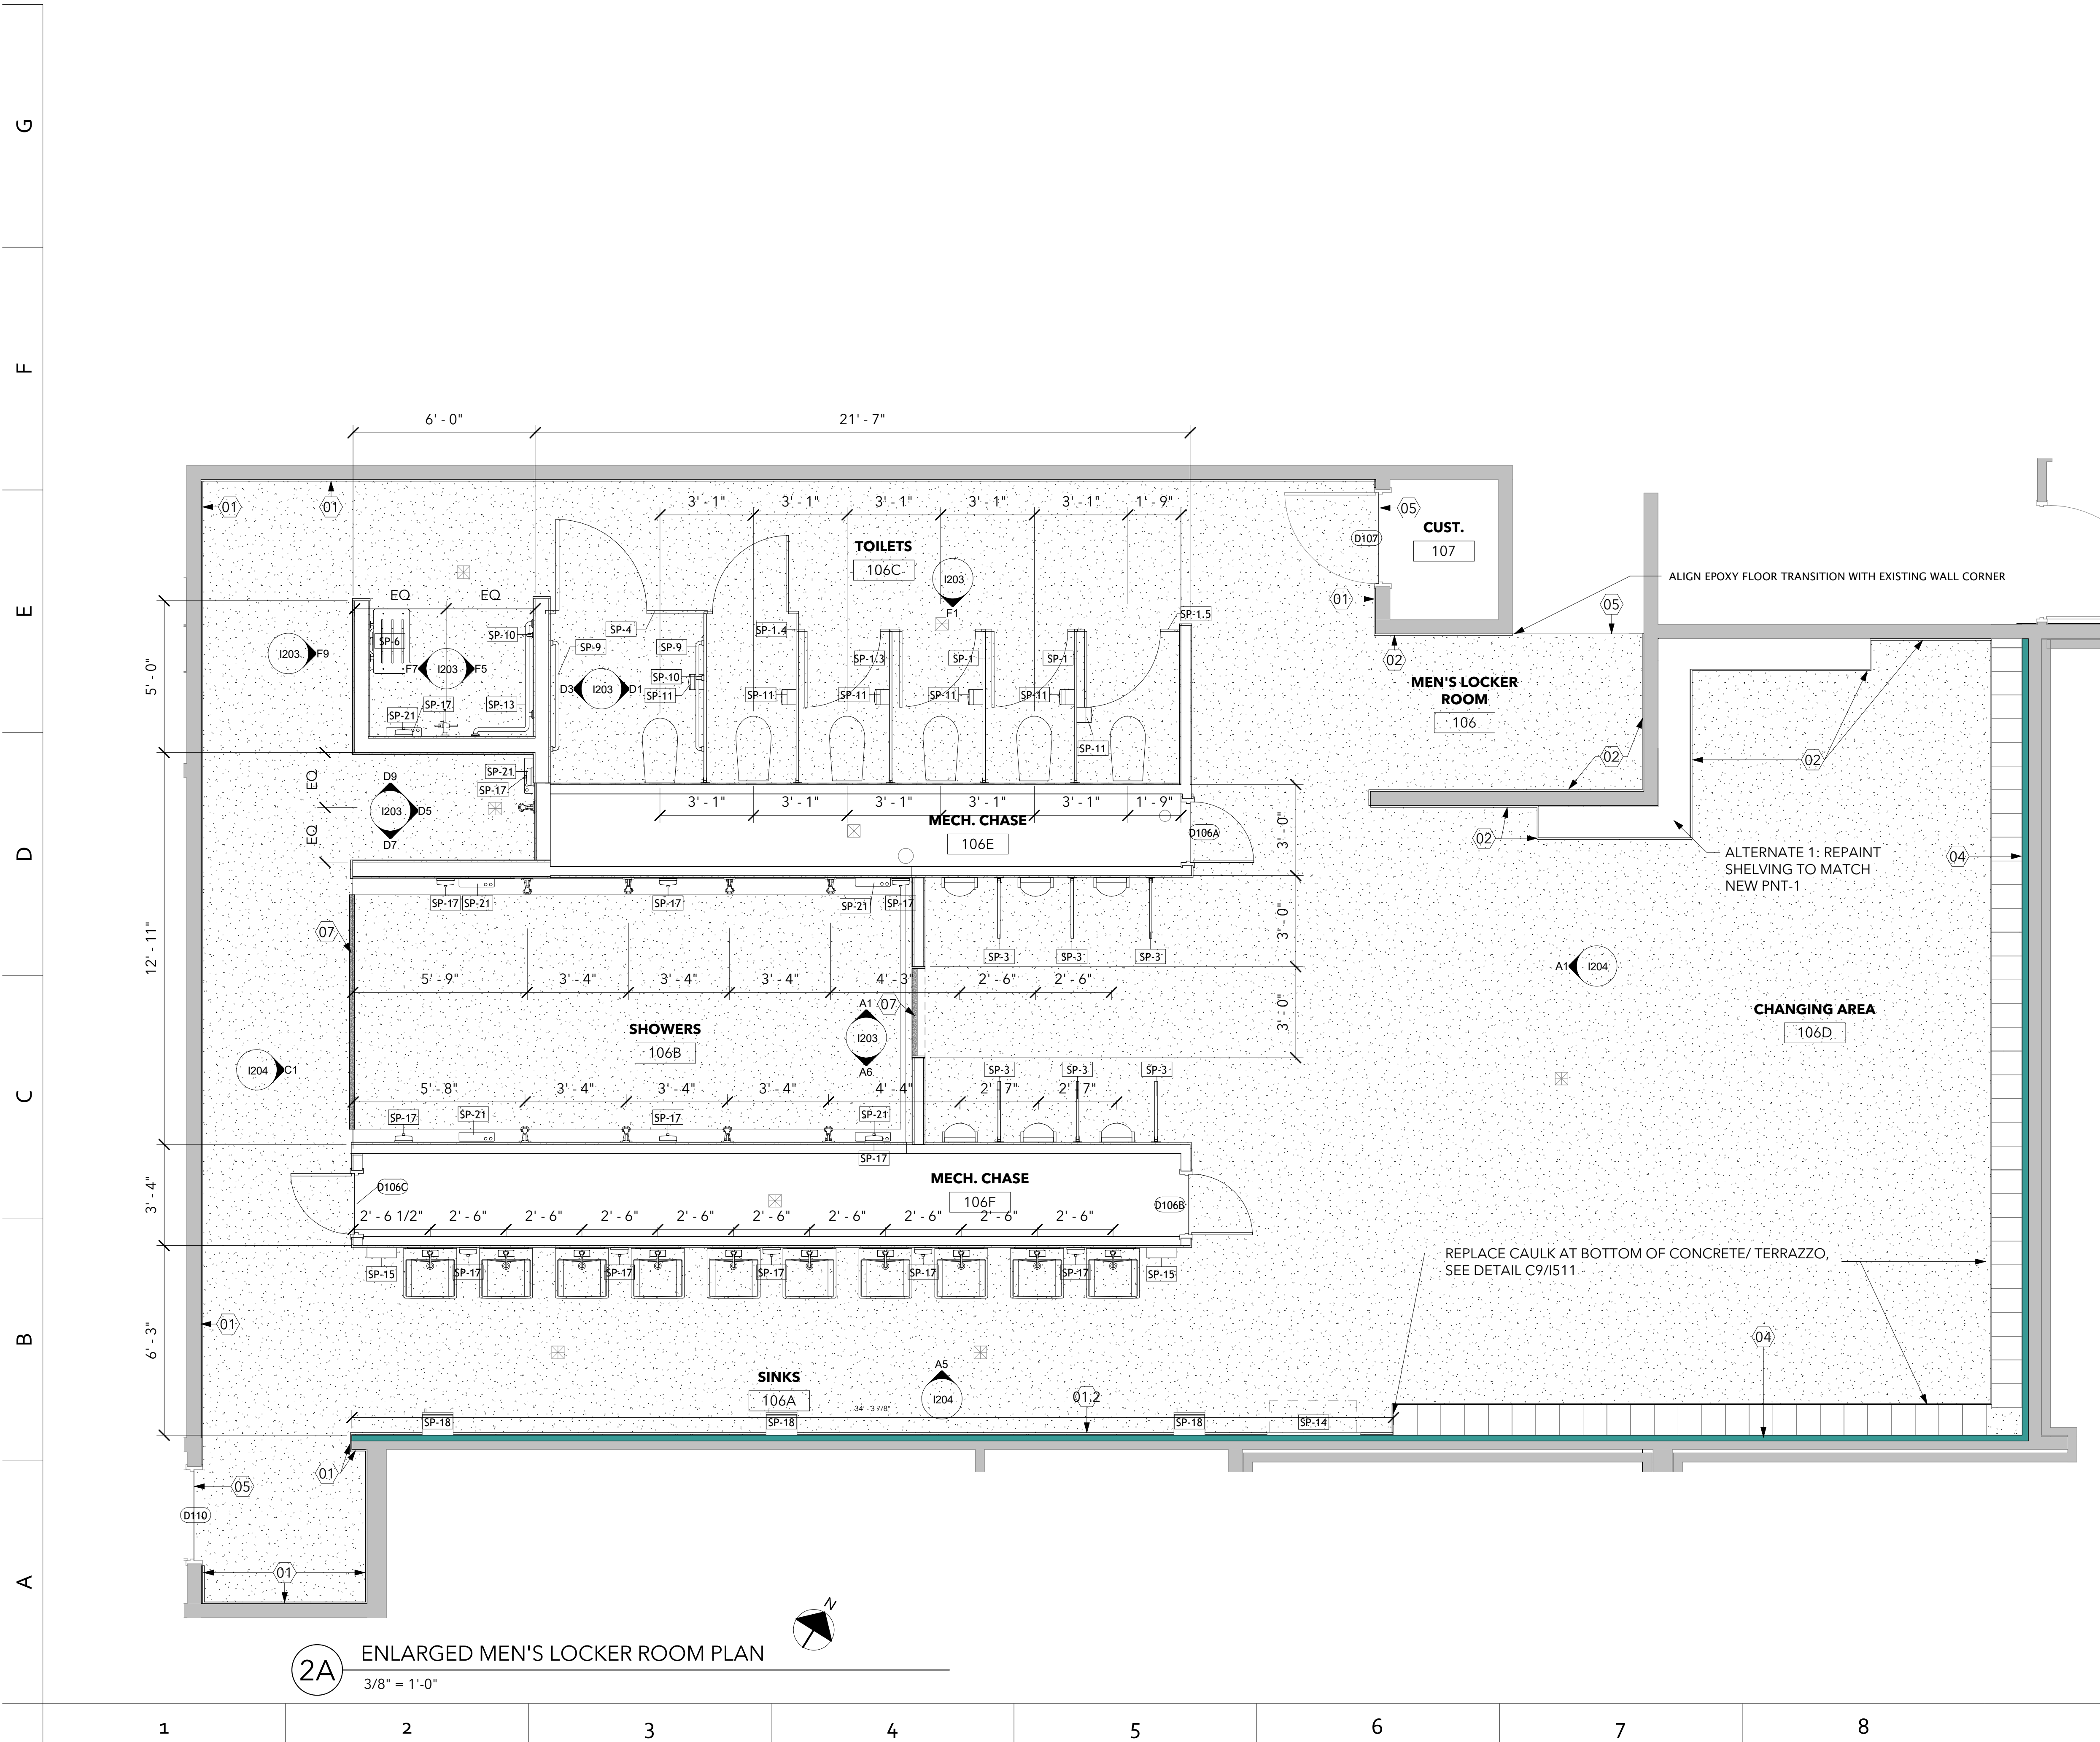 G
F
E
D
C
B
A
6' - 0"
21' - 7"
3' - 1"
3' - 1"
3' - 1"
3' - 1"
3' - 1"
1' - 9"
01
01
05
CUST.
107
D107
TOILETS
106C
I203
F1
ALIGN EPOXY FLOOR TRANSITION WITH EXISTING WALL CORNER
EQ
EQ
01
05
SP-1.5
SP-6
SP-10
SP-4
SP-1.4
5' - 0"
I203
F9
F7
I203
F5
SP-9
SP-9
SP-1.3
SP-1
SP-1
02
SP-10
D3
I203
D1
SP-11
SP-11
SP-11
SP-11
SP-11
MEN'S LOCKER
ROOM
106
SP-17
SP-13
SP-21
SP-11
02
02
EQ
D9
I203
D5
D7
EQ
SP-21
SP-17
3' - 1"
3' - 1"
3' - 1"
3' - 1"
3' - 1"
1' - 9"
MECH. CHASE
106E
D106A
3' - 0"
02
ALTERNATE 1: REPAINT
SHELVING TO MATCH
NEW PNT-1
04
SP-17
SP-21
SP-17
SP-21
SP-17
07
12' - 11"
3' - 0"
SP-3
SP-3
SP-3
A1
I204
5' - 9"
3' - 4"
3' - 4"
3' - 4"
4' - 3"
2' - 6"
2' - 6"
3' - 0"
A1
07
I203
A6
SHOWERS
106B
CHANGING AREA
106D
I204
C1
SP-3
SP-3
SP-3
5' - 8"
3' - 4"
3' - 4"
3' - 4"
4' - 4"
2' - 7"
2' - 7"
SP-17
SP-21
SP-17
SP-21
SP-17
3' - 4"
D106C
MECH. CHASE
106F
D106B
2' - 6 1/2"
2' - 6"
2' - 6"
2' - 6"
2' - 6"
2' - 6"
2' - 6"
2' - 6"
2' - 6"
2' - 6"
SP-15
SP-17
SP-17
SP-17
SP-17
SP-17
SP-15
REPLACE CAULK AT BOTTOM OF CONCRETE/ TERRAZZO,
SEE DETAIL C9/I511
01
6' - 3"
04
SINKS
106A
A5
I204
01.2
34' - 3 7/8"
SP-18
SP-18
SP-18
SP-14
01
05
D110
01
N
2A
ENLARGED MEN'S LOCKER ROOM PLAN
3/8" = 1'-0"
1
2
3
4
5
6
7
8